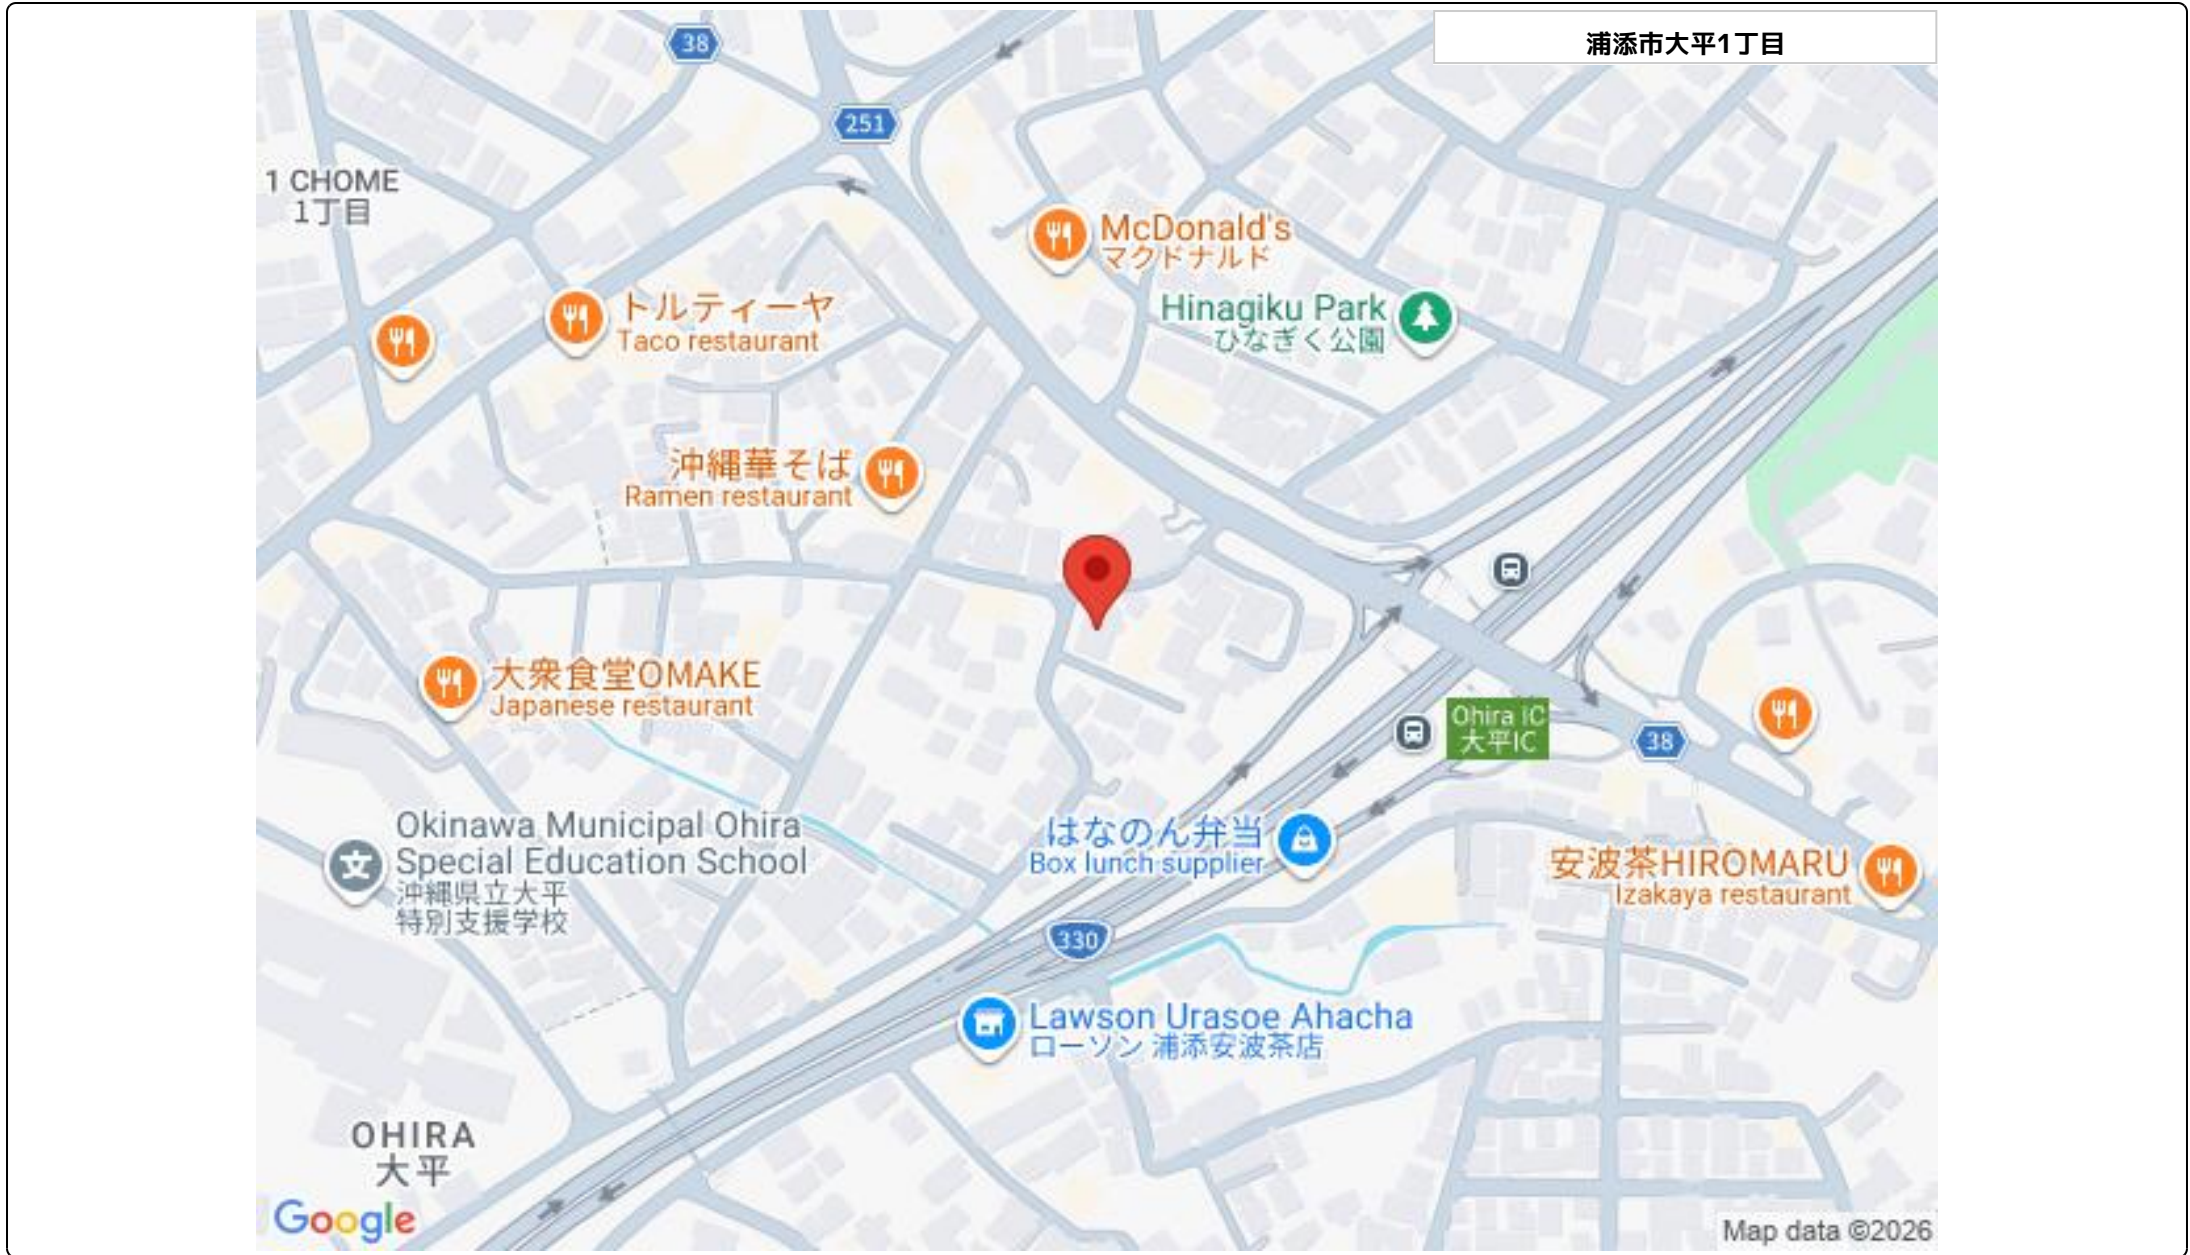 浦添市大平1丁目
38
251
1 CHOME
1丁目
McDonald's
マクドナルド
トルティーヤ
Taco restaurant
Hinagiku Park
ひなぎく公園
沖縄華そば
Ramen restaurant
大衆食堂OMAKE
Japanese restaurant
Ohira IC
大平IC
38
Okinawa Municipal Ohira
Special Education School
沖縄県立大平
特別支援学校
文
はなのん弁当
Box lunch supplier
安波茶HIROMARU
Izakaya restaurant
330
Lawson Urasoe Ahacha
ローソン 浦添安波茶店
OHIRA
大平
Google
Map data ©2026